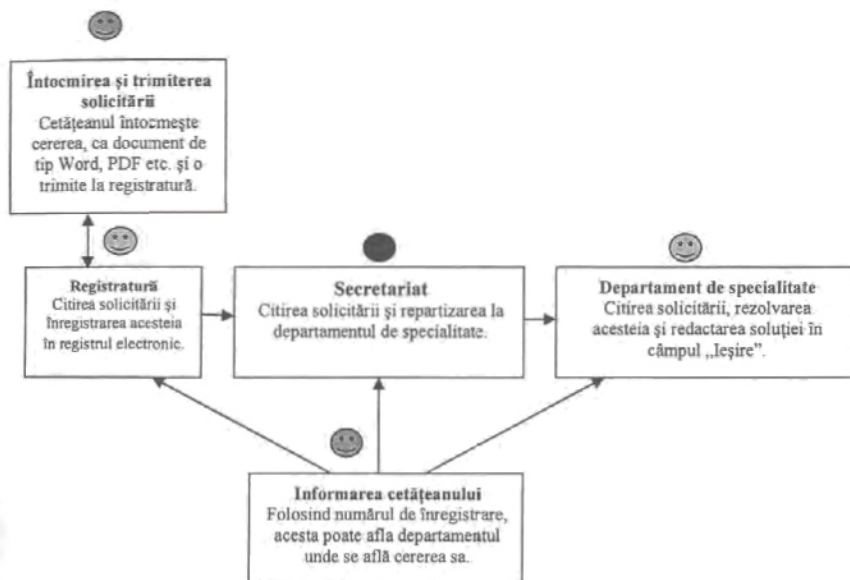 Întocmirea și trimiterea
solicitării
Cetățeanul întocmește
cererea, ca document de
tip Word, PDF etc. și o
trimite la registratură.
Registratură
Citirea solicitării și
înregistrarea acesteia
în registrul electronic.
Secretariat
Citirea solicitării și repartizarea la
departamentul de specialitate.
Departament de specialitate
Citirea solicitării, rezolvarea
acesteia și redactarea soluției în
câmpul „Ieșire”.
Informarea cetățeanului
Folosind numărul de înregistrare,
acesta poate afla departamentul
unde se află cererea sa.